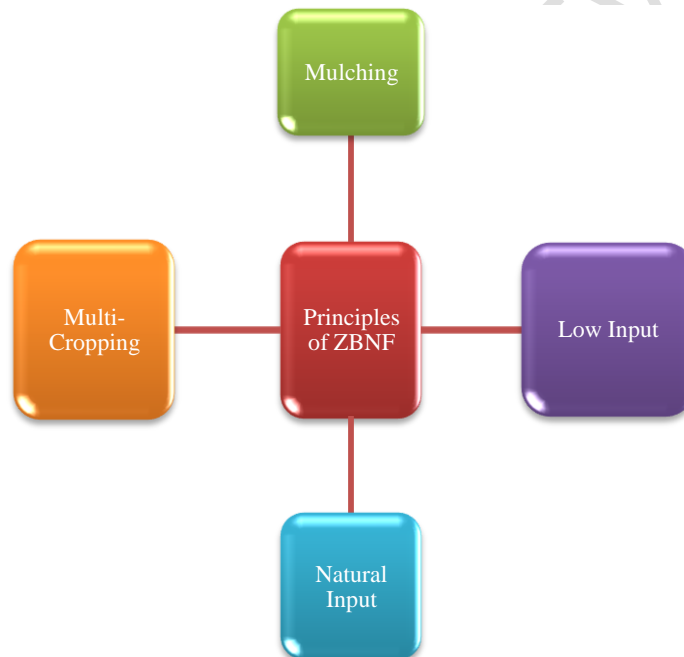 Mulching
Multi-
Cropping
Principles
of ZBNF
Low Input
Natural
Input